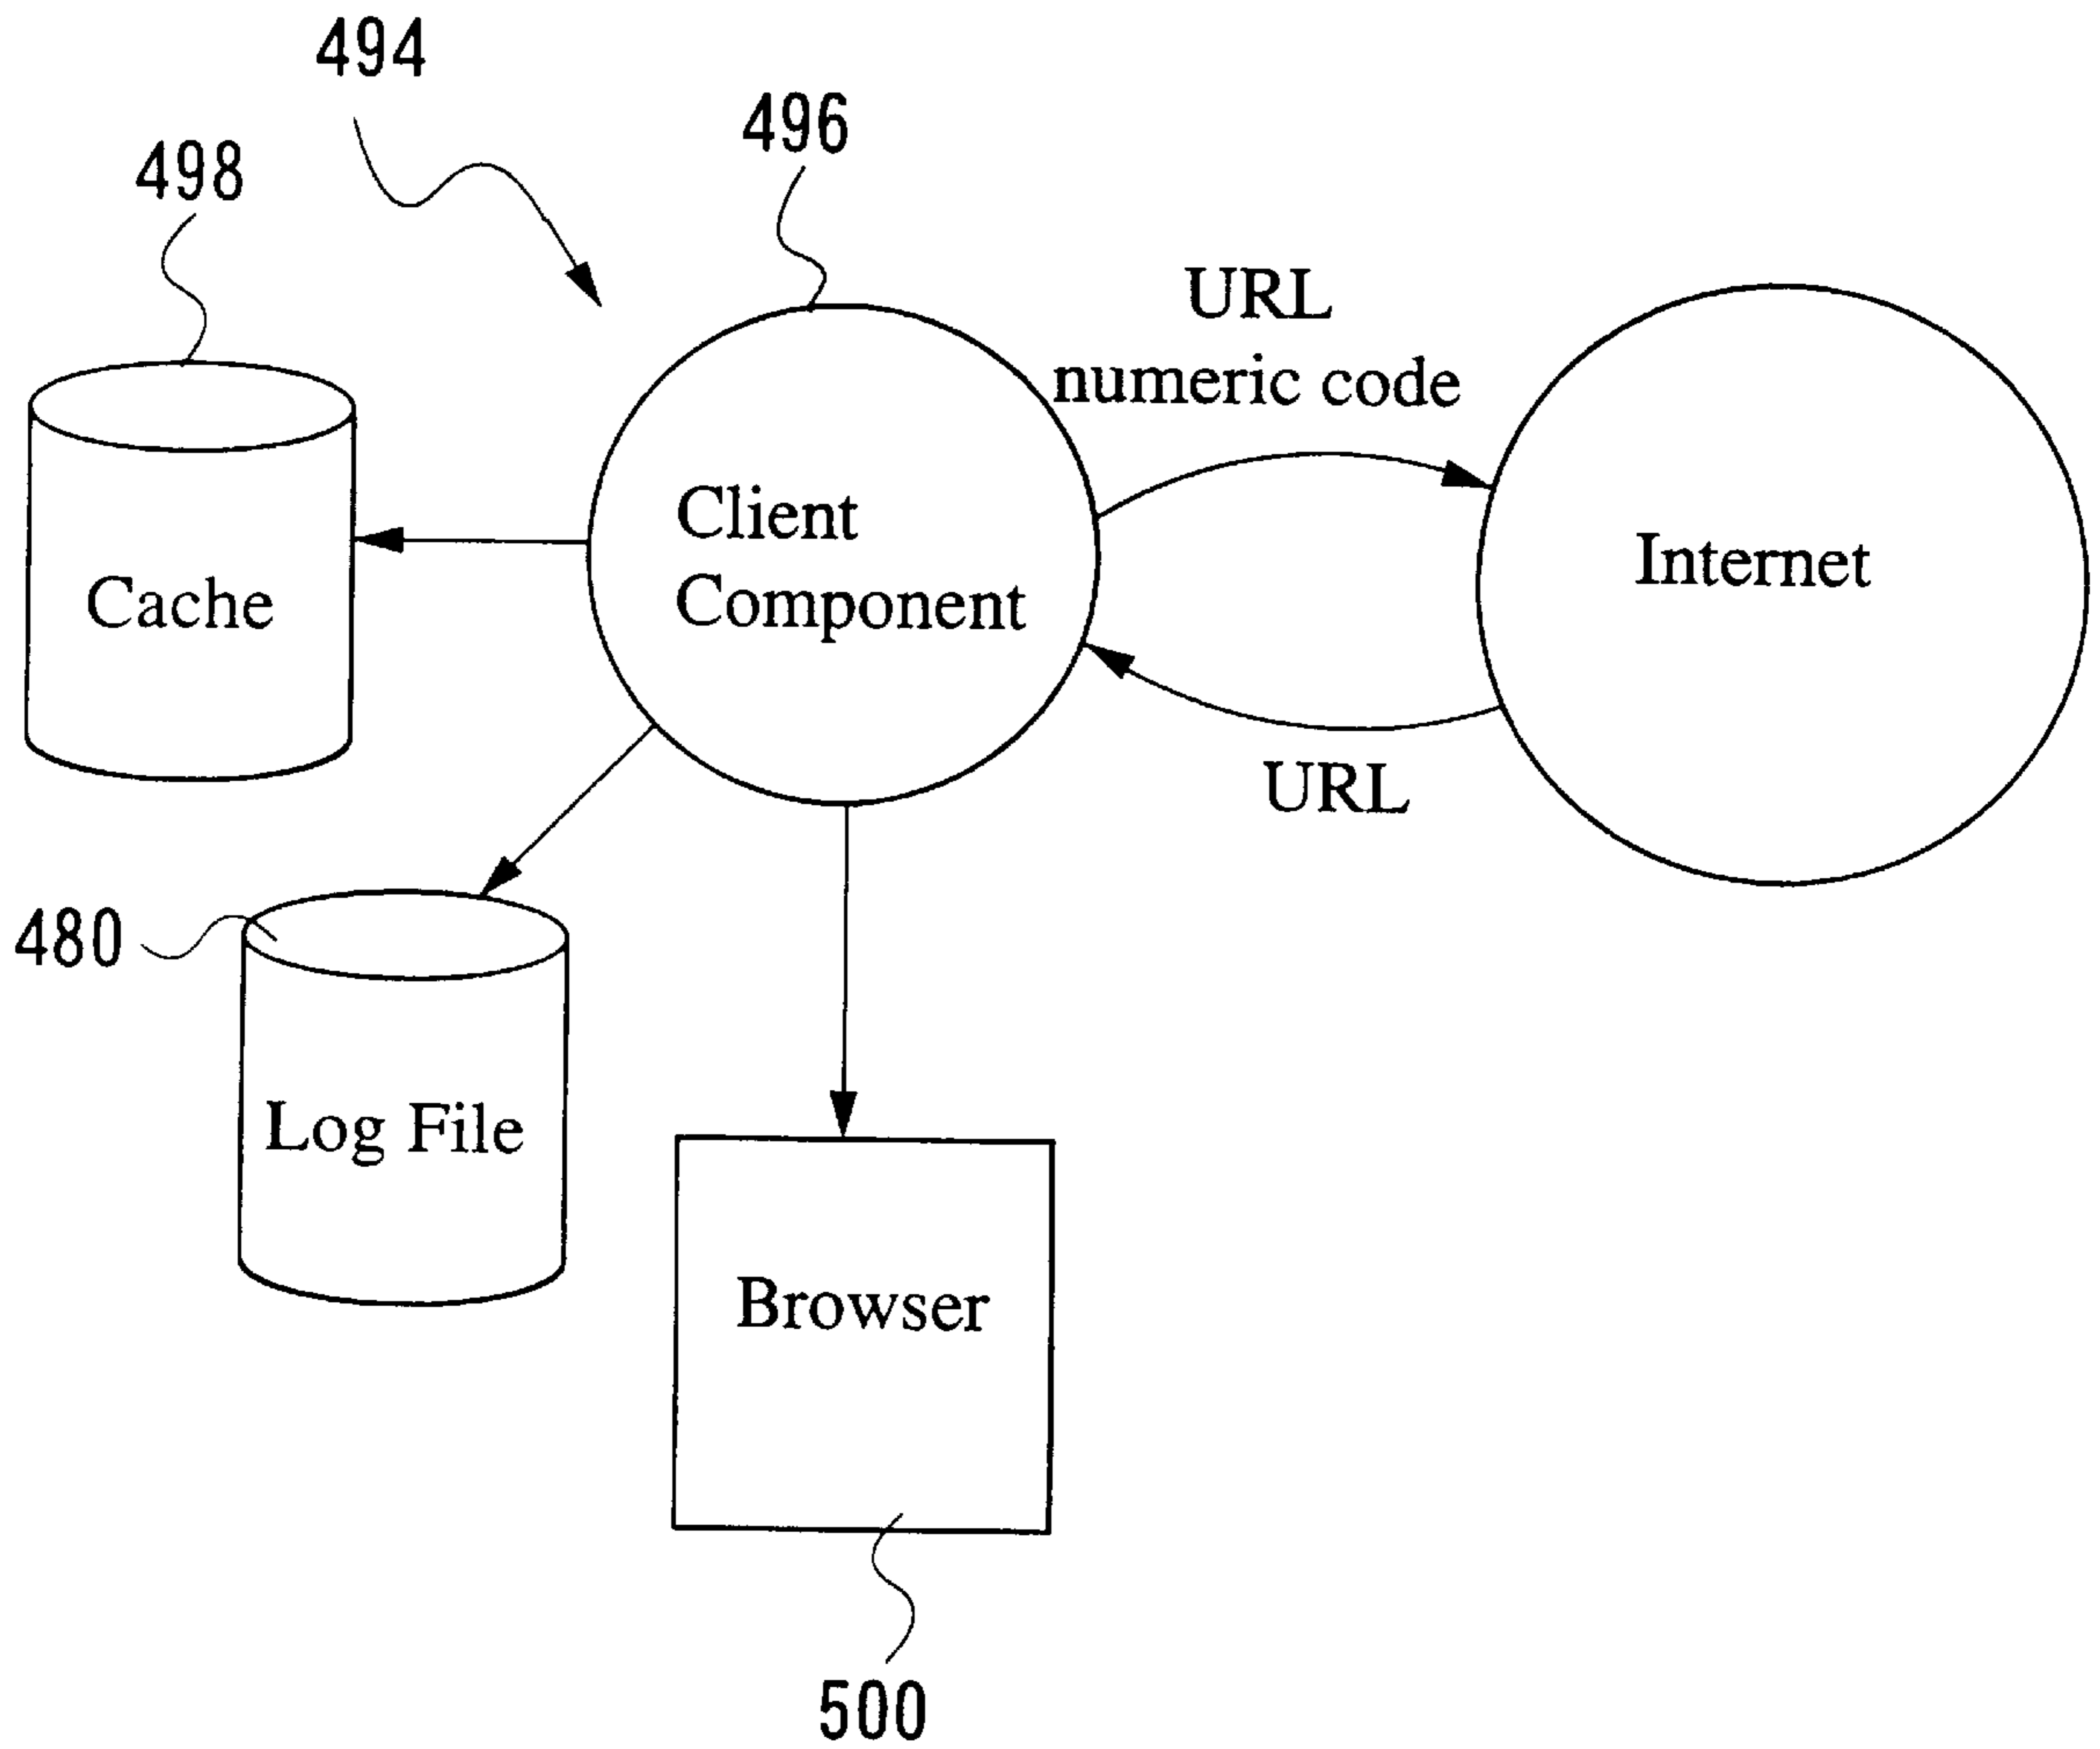 494
496
498
URL
numeric code
Client
Component
Internet
Cache
URL
480
Log File
Browser
500